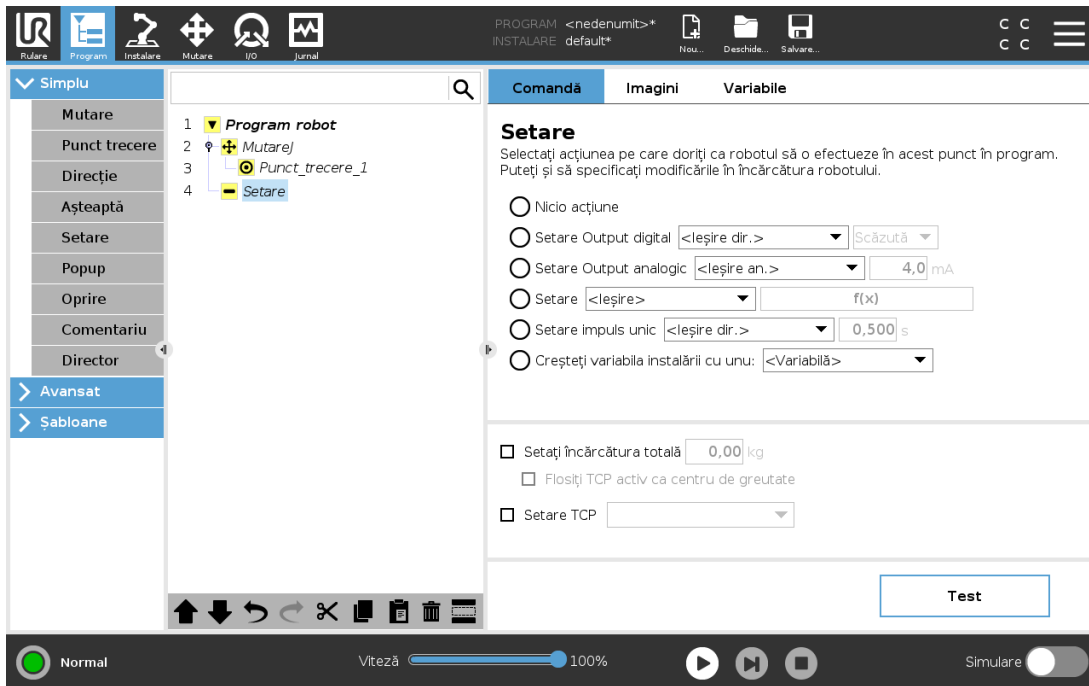 PROGRAM <nedenumit>*
INSTALARE default*
C C
C C
Rulare Program Instalare Mutare I/O Jurnal Nou... Deschide... Salvare...
Simplu
Mutare
Punct trecere
Direcție
Așteaptă
Setare
Popup
Oprire
Comentariu
Director
Avansat
Șabloane
1 Program robot
2 MutareJ
3 Punct_trecere_1
4 Setare
Comandă Imagini Variabile
Setare
Selectați acțiunea pe care doriți ca robotul să o efectueze în acest punct în program.
Puteți și să specificați modificările în încărcătura robotului.
Nicio acțiune
Setare Output digital <Ieșire dir.> Scăzută
Setare Output analogic <Ieșire an.> 4,0 mA
Setare <Ieșire> f(x)
Setare impuls unic <Ieșire dir.> 0,500 s
Creșteți variabila instalării cu unu: <Variabilă>
Setați încărcătura totală 0,00 kg
Flosiți TCP activ ca centru de greutate
Setare TCP
Test
Normal
Viteză 100%
Simulare